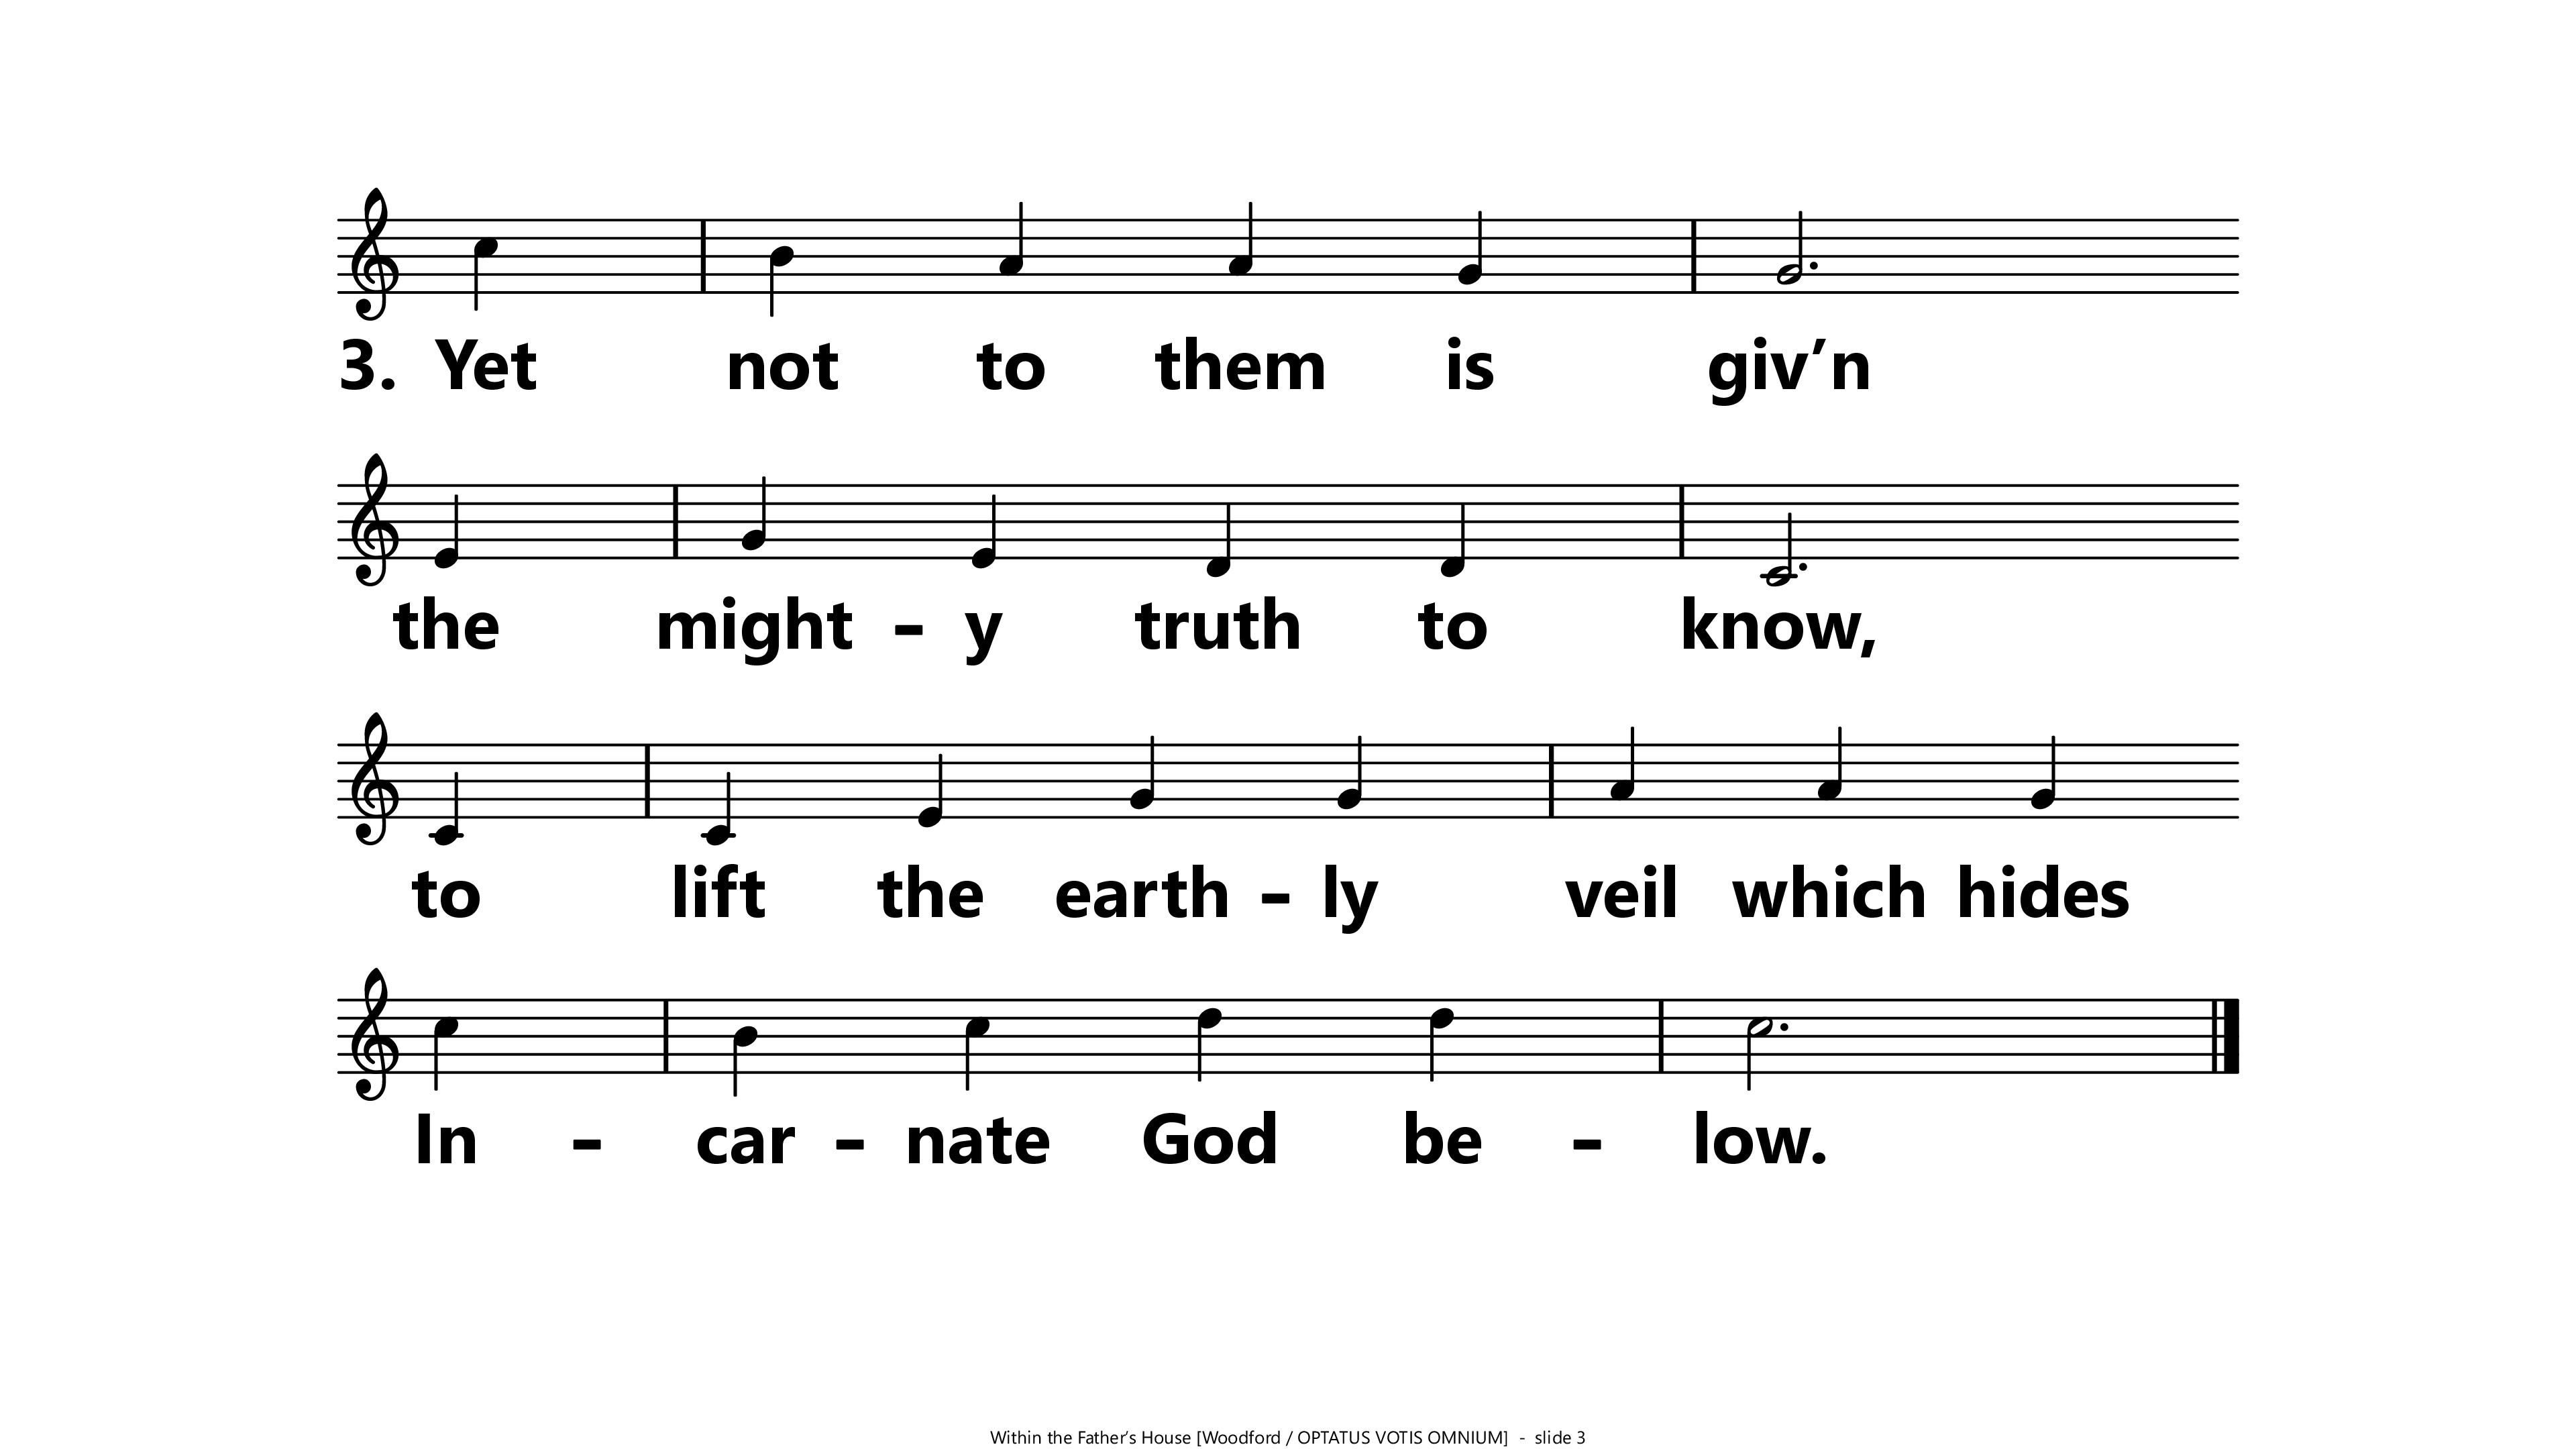 3. Yet not to them is giv’n
the might - y truth to know,
to lift the earth - ly veil which hides
In - car - nate God be - low.
Within the Father’s House [Woodford / OPTATUS VOTIS OMNIUM] - slide 3